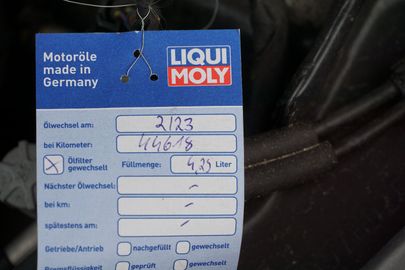 Motoröle
made in
Germany
LIQUI
MOLY
Ölwechsel am: 2/23
bei Kilometer: 44618
Ölfilter
gewechselt
Füllmenge: 4,25 Liter
Nächster Ölwechsel: -
bei km: -
spätestens am: -
Getriebe/Antrieb nachgefüllt gewechselt
Bremsflüssigkeit geprüft gewechselt